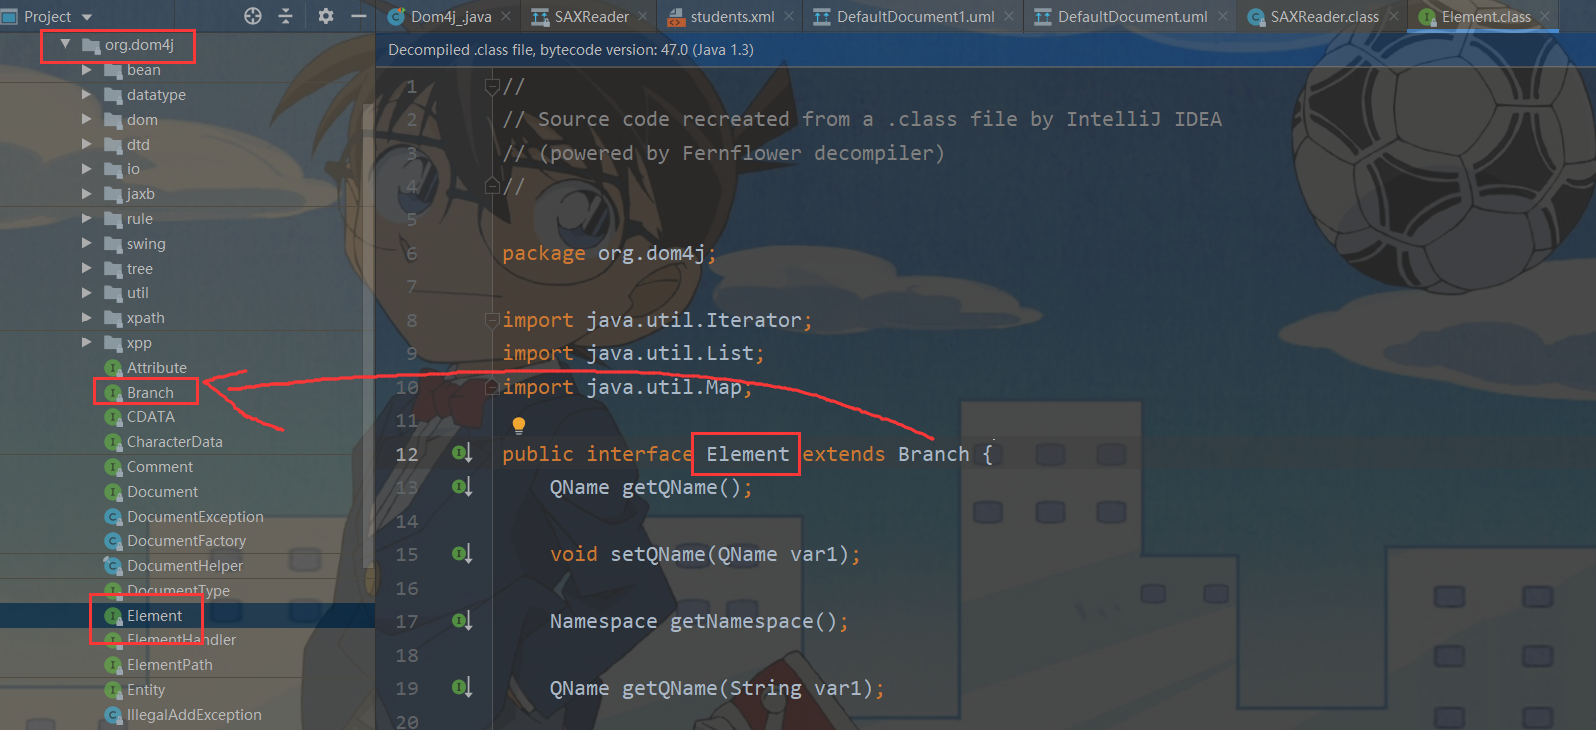 Project
Dom4j_.java
SAXReader
students.xml
DefaultDocument1.uml
DefaultDocument.uml
SAXReader.class
Element.class
org.dom4j
bean
datatype
dom
dtd
io
jaxb
rule
swing
tree
util
xpath
xpp
Attribute
Branch
CDATA
CharacterData
Comment
Document
DocumentException
DocumentFactory
DocumentHelper
DocumentType
Element
ElementHandler
ElementPath
Entity
IllegalAddException
Decompiled .class file, bytecode version: 47.0 (Java 1.3)
1 //
2 // Source code recreated from a .class file by IntelliJ IDEA
3 // (powered by Fernflower decompiler)
4 //
5
6 package org.dom4j;
7
8 import java.util.Iterator;
9 import java.util.List;
10 import java.util.Map;
11
12 public interface Element extends Branch {
13 QName getQName();
14
15 void setQName(QName var1);
16
17 Namespace getNamespace();
18
19 QName getQName(String var1);
20